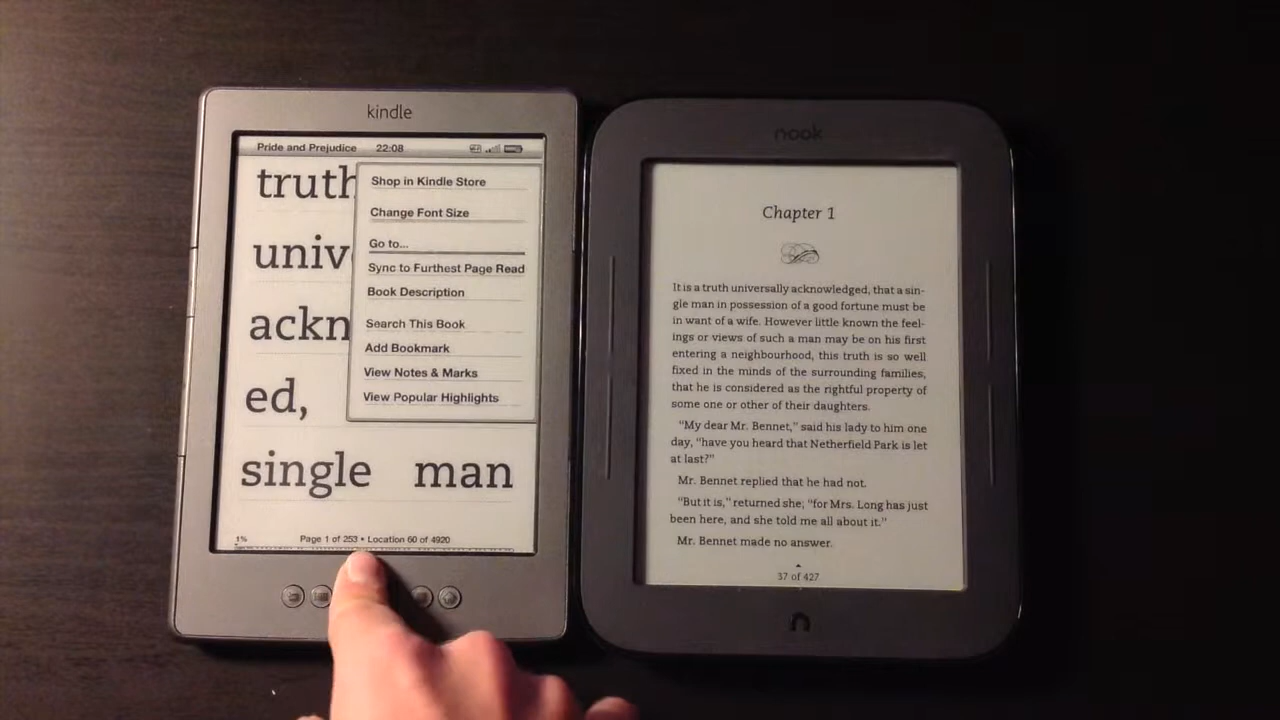 kindle
Pride and Prejudice 22:08
truth
univ
ackn
ed,
single man
Shop in Kindle Store
Change Font Size
Go to...
Sync to Furthest Page Read
Book Description
Search This Book
Add Bookmark
View Notes & Marks
View Popular Highlights
1% Page 1 of 253 • Location 60 of 4920
nook
Chapter 1
It is a truth universally acknowledged, that a sin-
gle man in possession of a good fortune must be
in want of a wife. However little known the feel-
ings or views of such a man may be on his first
entering a neighbourhood, this truth is so well
fixed in the minds of the surrounding families,
that he is considered as the rightful property of
some one or other of their daughters.
“My dear Mr. Bennet,” said his lady to him one
day, “have you heard that Netherfield Park is let
at last?”
Mr. Bennet replied that he had not.
“But it is,” returned she; “for Mrs. Long has just
been here, and she told me all about it.”
Mr. Bennet made no answer.
37 of 427
n